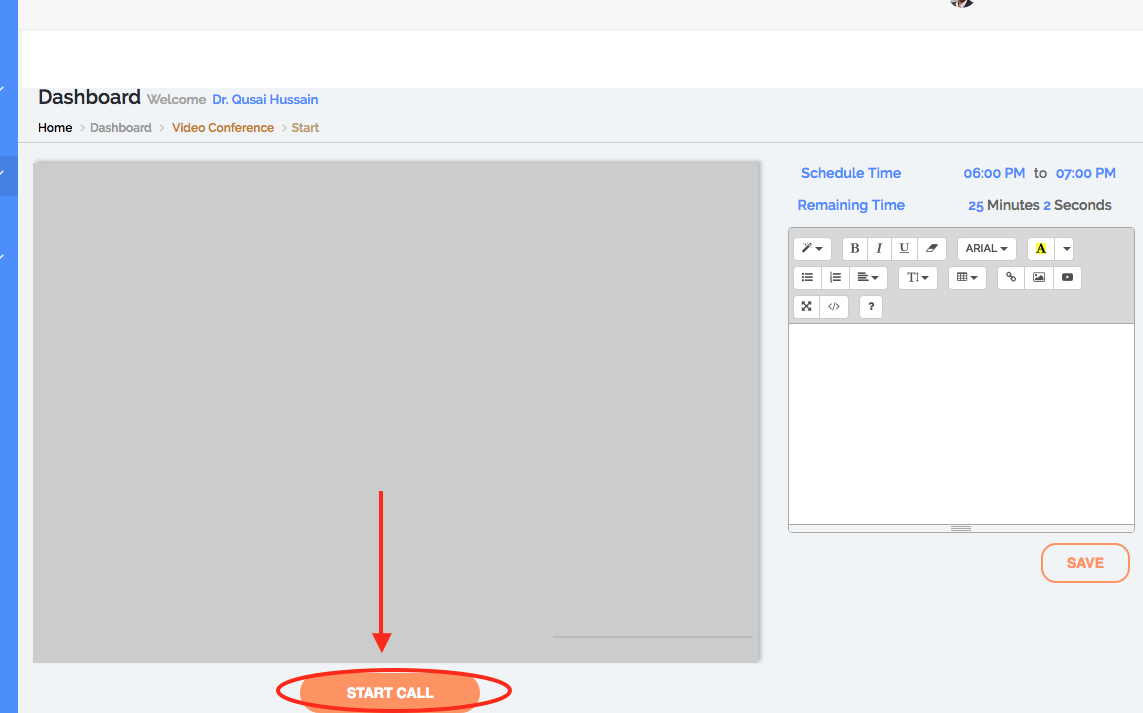 Dashboard Welcome Dr. Qusai Hussain
Home > Dashboard > Video Conference > Start
Schedule Time 06:00 PM to 07:00 PM
Remaining Time 25 Minutes 2 Seconds
B I U ARIAL A
T
</> ?
SAVE
START CALL